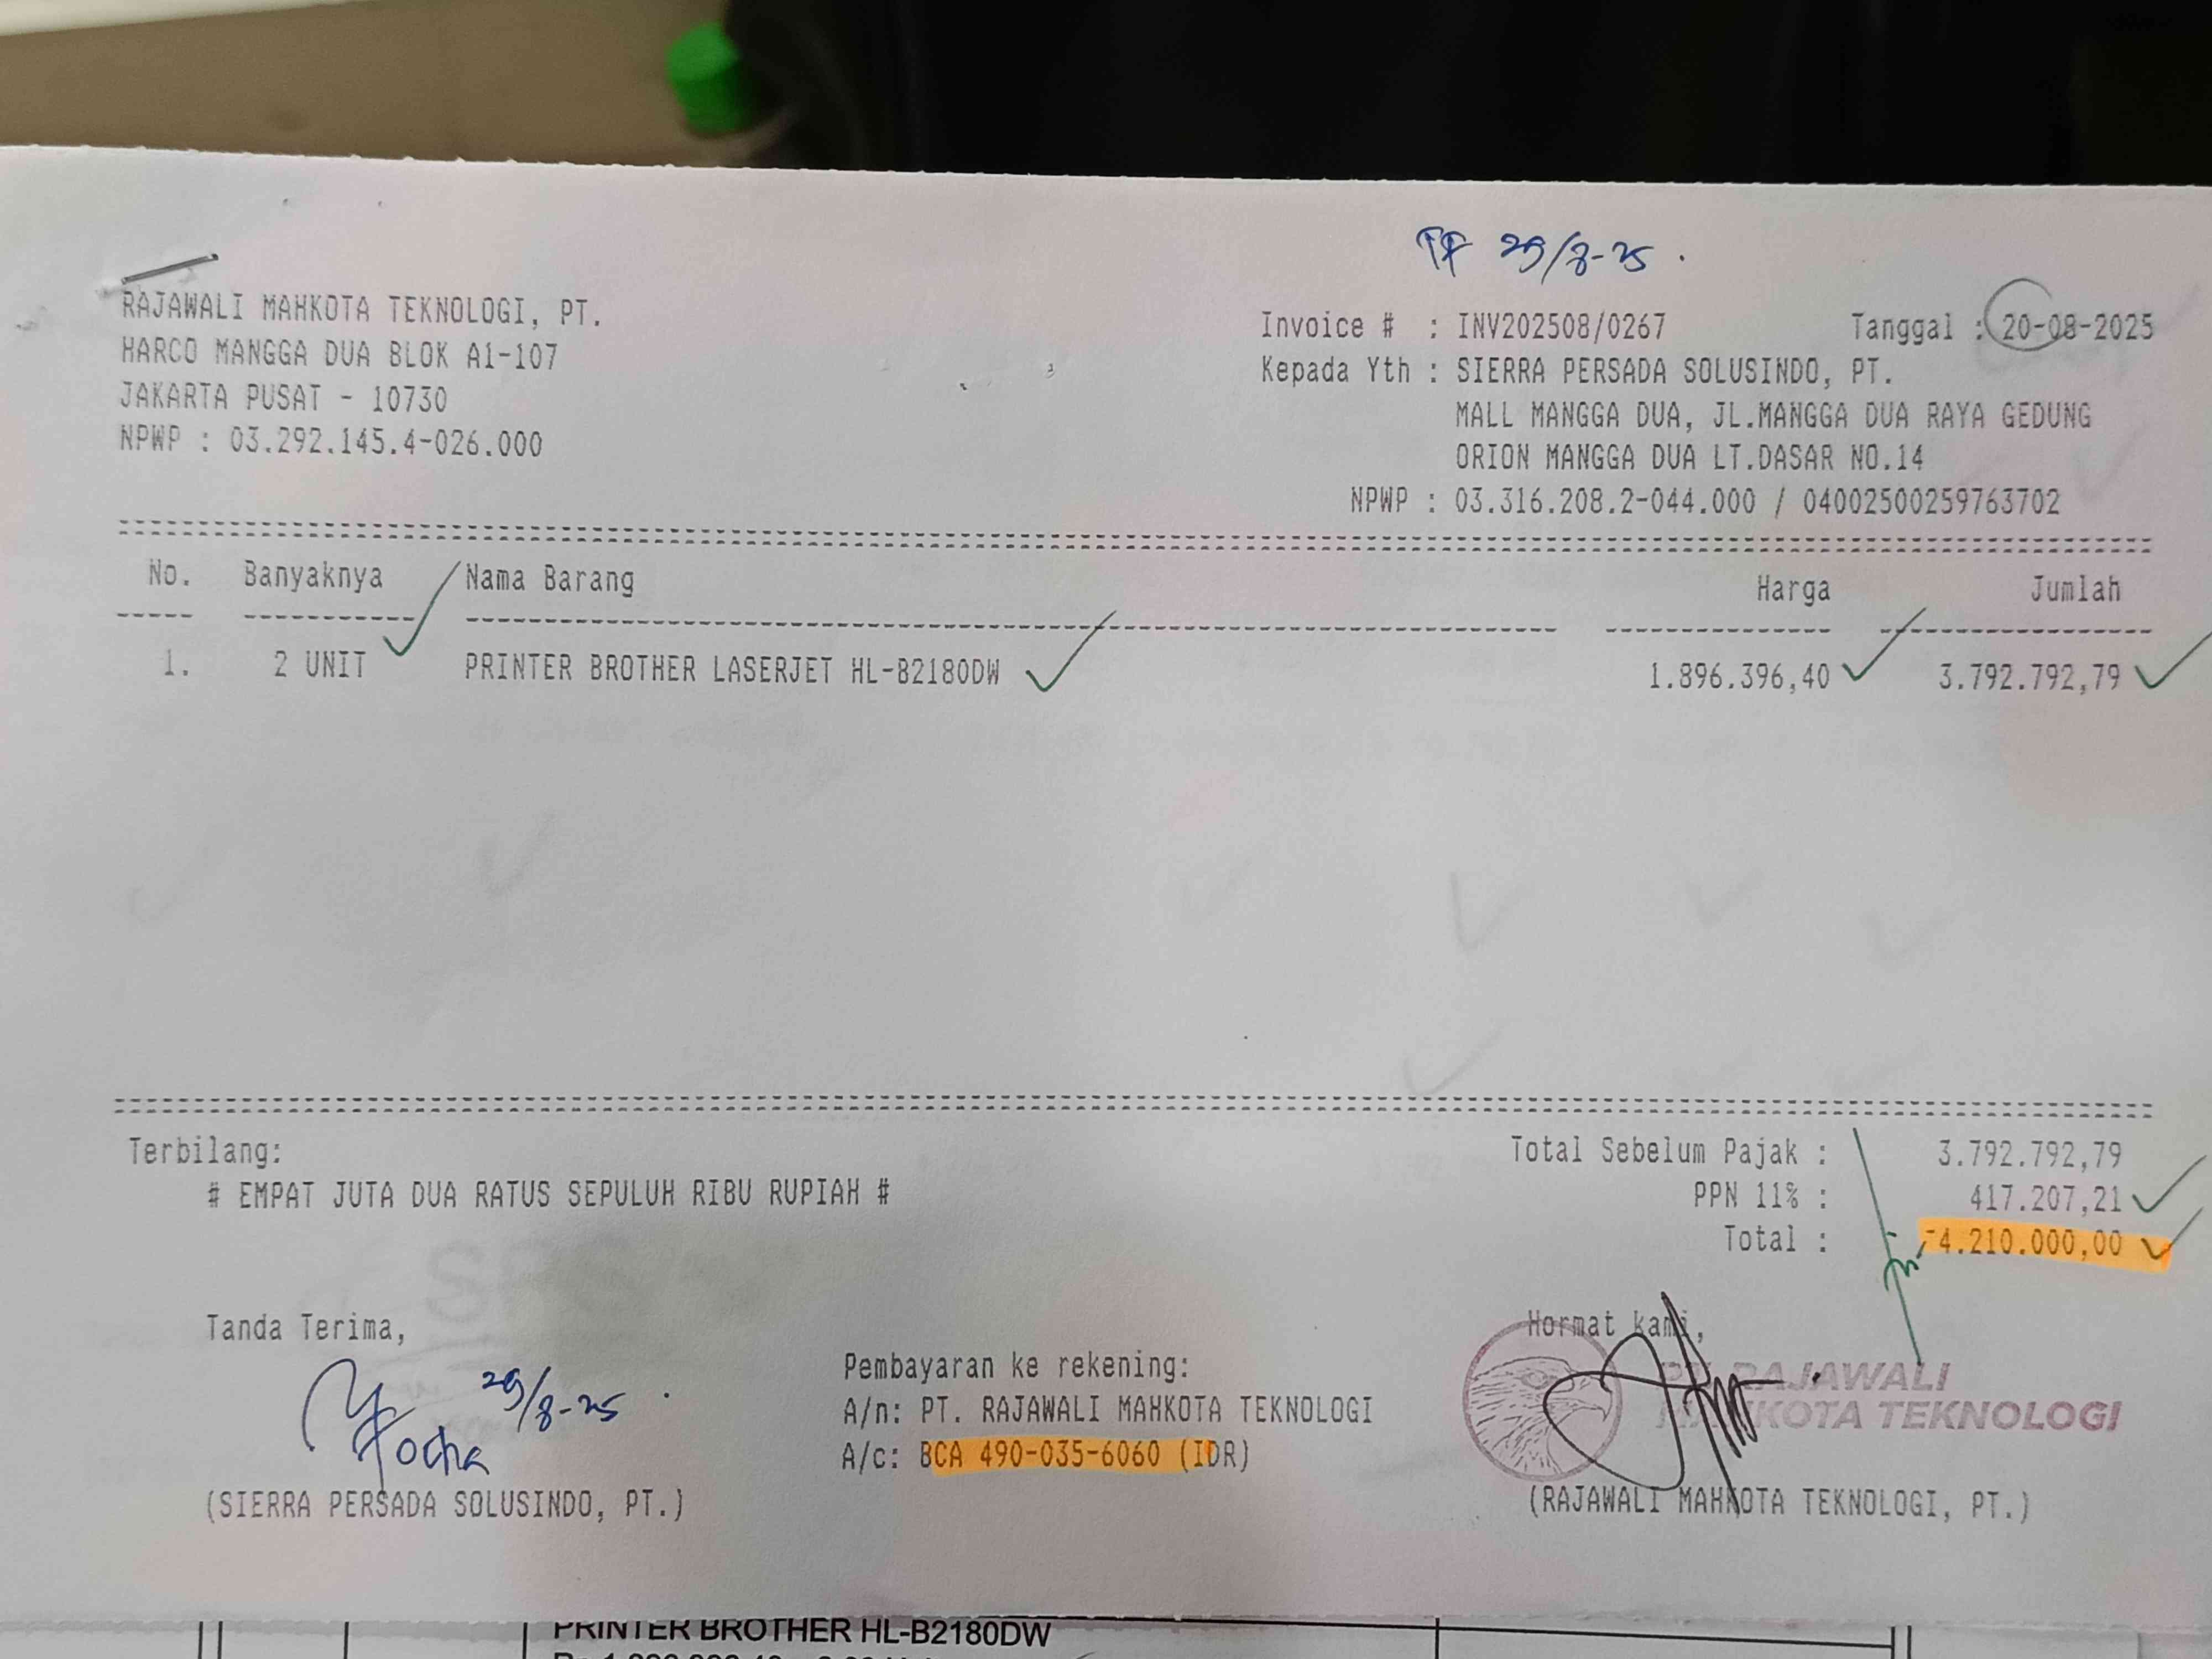 TF 29/8-25.
RAJAWALI MAHKOTA TEKNOLOGI, PT.
HARCO MANGGA DUA BLOK A1-107
JAKARTA PUSAT - 10730
NPWP : 03.292.145.4-026.000
Invoice # : INV202508/0267 Tanggal : 20-08-2025
Kepada Yth : SIERRA PERSADA SOLUSINDO, PT.
MALL MANGGA DUA, JL.MANGGA DUA RAYA GEDUNG
ORION MANGGA DUA LT.DASAR NO.14
NPWP : 03.316.208.2-044.000 / 04002500259763702
No. Banyaknya Nama Barang Harga Jumlah
1. 2 UNIT PRINTER BROTHER LASERJET HL-B2180DW 1.896.396,40 3.792.792,79
Terbilang:
# EMPAT JUTA DUA RATUS SEPULUH RIBU RUPIAH #
Total Sebelum Pajak : 3.792.792,79
PPN 11% : 417.207,21
Total : 4.210.000,00
Tanda Terima,
29/8-25.
(SIERRA PERSADA SOLUSINDO, PT.)
Pembayaran ke rekening:
A/n: PT. RAJAWALI MAHKOTA TEKNOLOGI
A/c: BCA 490-035-6060 (IDR)
Hormat kami,
PT. RAJAWALI
MAHKOTA TEKNOLOGI
(RAJAWALI MAHKOTA TEKNOLOGI, PT.)
PRINTER BROTHER HL-B2180DW